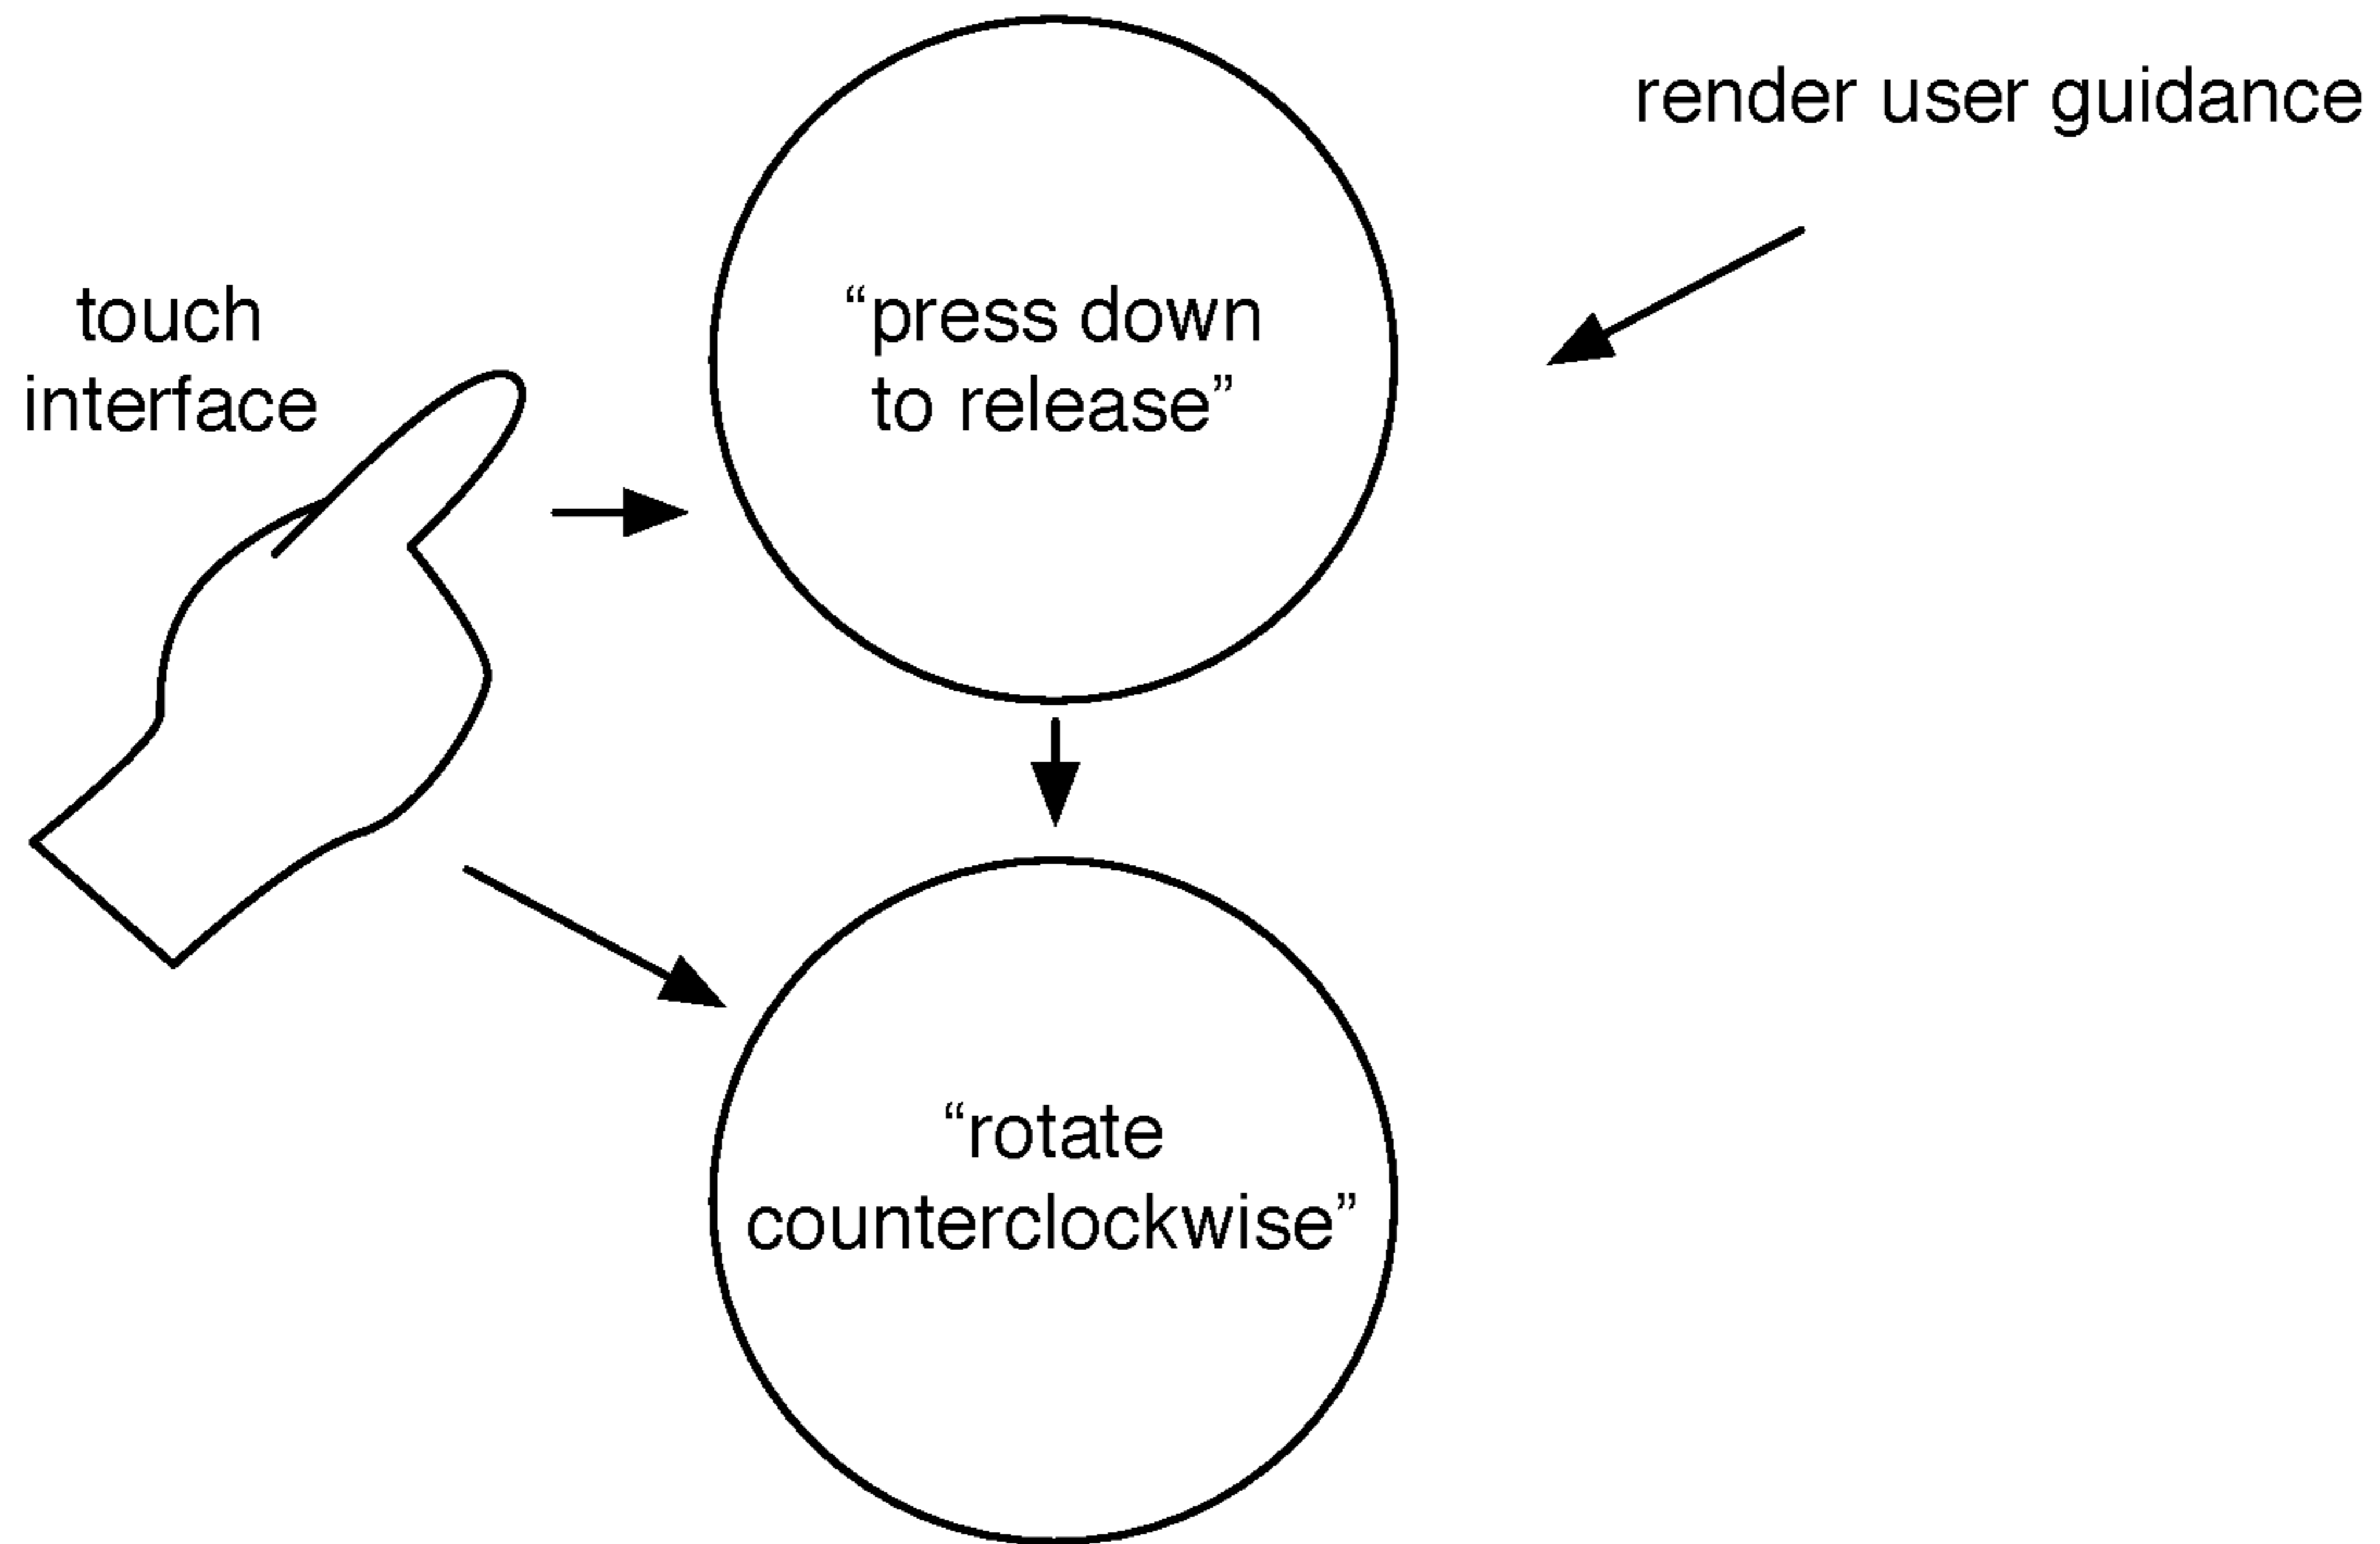 render user guidance
touch
interface
“press down
to release”
“rotate
counterclockwise”